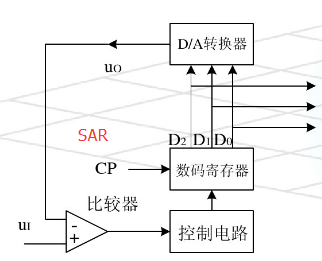 D/A转换器
uO
SAR
D2 D1 D0
CP
数码寄存器
比较器
uI
-
+
控制电路